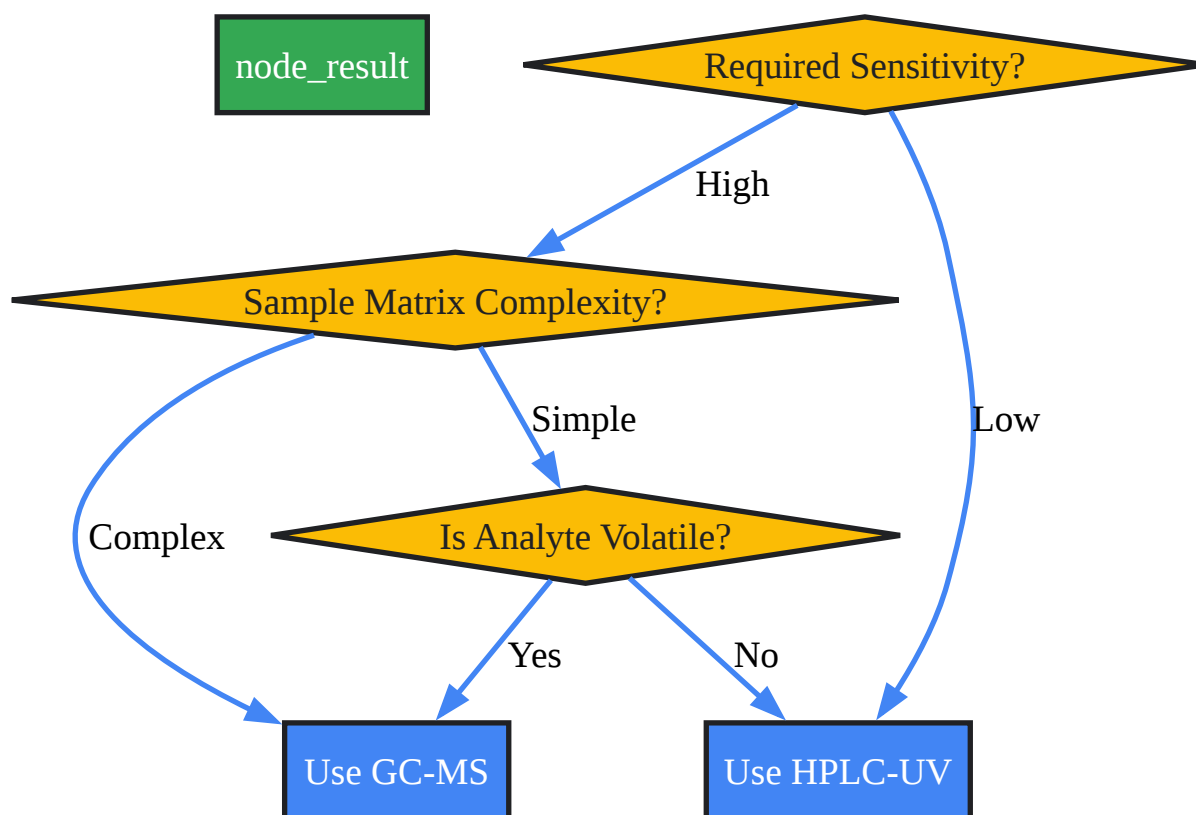 node_result
Required Sensitivity?
High
Sample Matrix Complexity?
Simple
Low
Complex
Is Analyte Volatile?
Yes
No
Use GC-MS
Use HPLC-UV